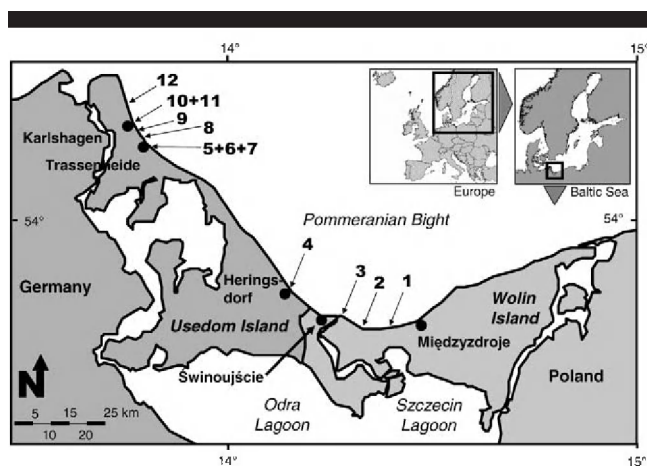 14°
15°
12
10+11
9
8
5+6+7
Karlshagen
Trassenheide
Europe
Baltic Sea
54°
54°
Pommeranian Bight
4
3
2
1
Germany
Herings-
dorf
Usedom Island
Wolin
Island
Międzyzdroje
Świnoujście
Poland
N
Odra
Lagoon
Szczecin
Lagoon
5 15 25 km
10 20
14°
15°